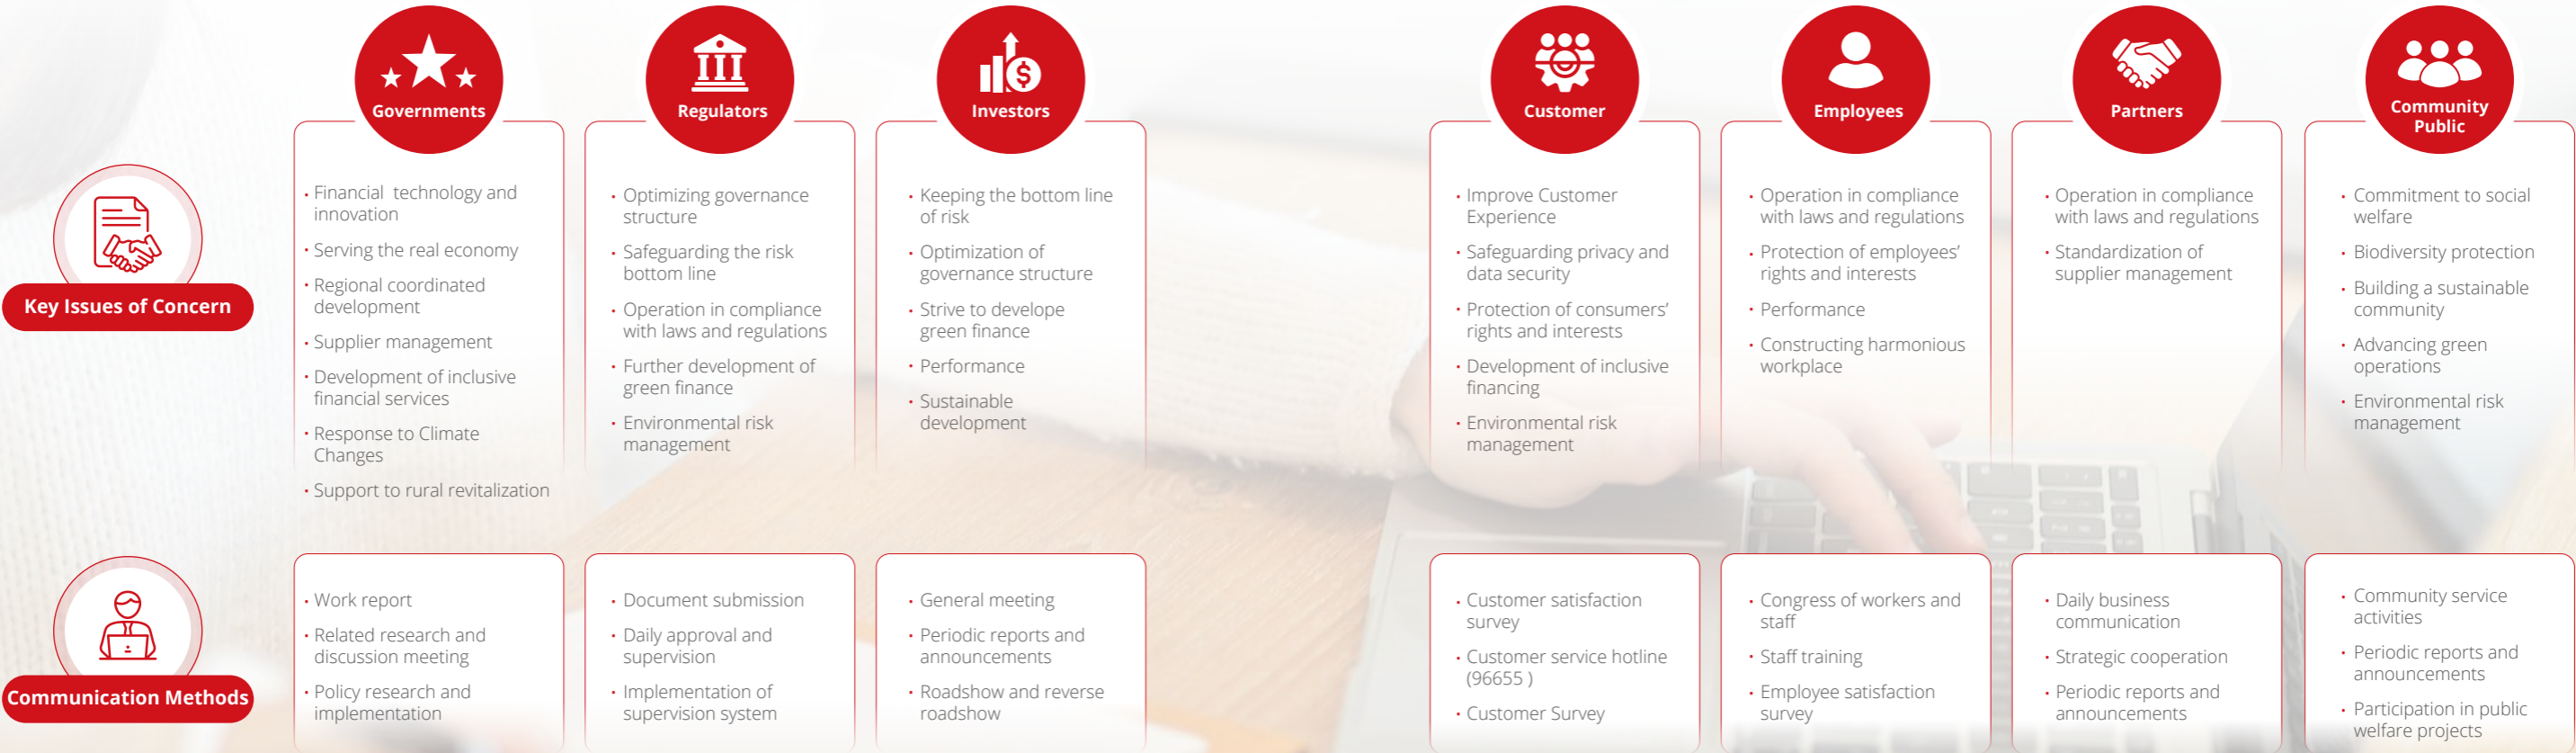 Governments
Regulators
Investors
Customer
Employees
Partners
Community
Public
Key Issues of Concern
• Financial technology and
innovation
• Serving the real economy
• Regional coordinated
development
• Supplier management
• Development of inclusive
financial services
• Response to Climate
Changes
• Support to rural revitalization
• Optimizing governance
structure
• Safeguarding the risk
bottom line
• Operation in compliance
with laws and regulations
• Further development of
green finance
• Environmental risk
management
• Keeping the bottom line
of risk
• Optimization of
governance structure
• Strive to develope
green finance
• Performance
• Sustainable
development
• Improve Customer
Experience
• Safeguarding privacy and
data security
• Protection of consumers’
rights and interests
• Development of inclusive
financing
• Environmental risk
management
• Operation in compliance
with laws and regulations
• Protection of employees’
rights and interests
• Performance
• Constructing harmonious
workplace
• Operation in compliance
with laws and regulations
• Standardization of
supplier management
• Commitment to social
welfare
• Biodiversity protection
• Building a sustainable
community
• Advancing green
operations
• Environmental risk
management
Communication Methods
• Work report
• Related research and
discussion meeting
• Policy research and
implementation
• Document submission
• Daily approval and
supervision
• Implementation of
supervision system
• General meeting
• Periodic reports and
announcements
• Roadshow and reverse
roadshow
• Customer satisfaction
survey
• Customer service hotline
(96655 )
• Customer Survey
• Congress of workers and
staff
• Staff training
• Employee satisfaction
survey
• Daily business
communication
• Strategic cooperation
• Periodic reports and
announcements
• Community service
activities
• Periodic reports and
announcements
• Participation in public
welfare projects